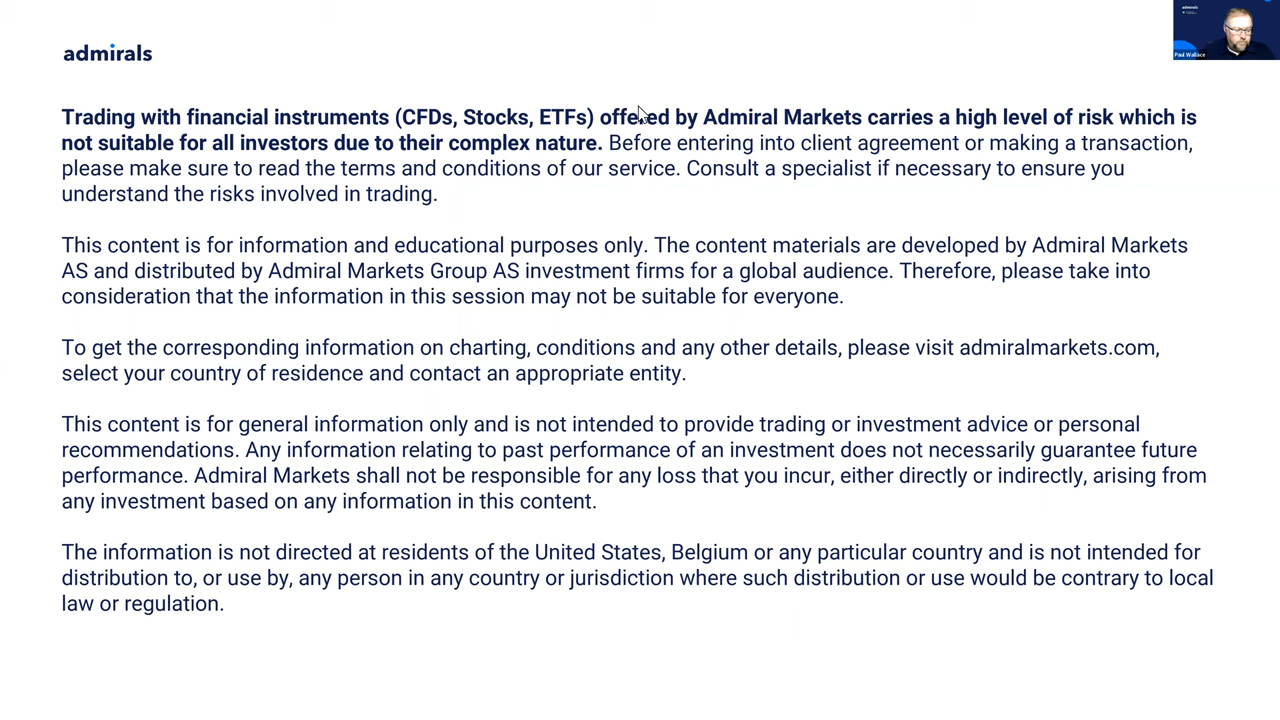 admirals
admirals
Paul Wallace
Trading with financial instruments (CFDs, Stocks, ETFs) offered by Admiral Markets carries a high level of risk which is
not suitable for all investors due to their complex nature. Before entering into client agreement or making a transaction,
please make sure to read the terms and conditions of our service. Consult a specialist if necessary to ensure you
understand the risks involved in trading.
This content is for information and educational purposes only. The content materials are developed by Admiral Markets
AS and distributed by Admiral Markets Group AS investment firms for a global audience. Therefore, please take into
consideration that the information in this session may not be suitable for everyone.
To get the corresponding information on charting, conditions and any other details, please visit admiralmarkets.com,
select your country of residence and contact an appropriate entity.
This content is for general information only and is not intended to provide trading or investment advice or personal
recommendations. Any information relating to past performance of an investment does not necessarily guarantee future
performance. Admiral Markets shall not be responsible for any loss that you incur, either directly or indirectly, arising from
any investment based on any information in this content.
The information is not directed at residents of the United States, Belgium or any particular country and is not intended for
distribution to, or use by, any person in any country or jurisdiction where such distribution or use would be contrary to local
law or regulation.